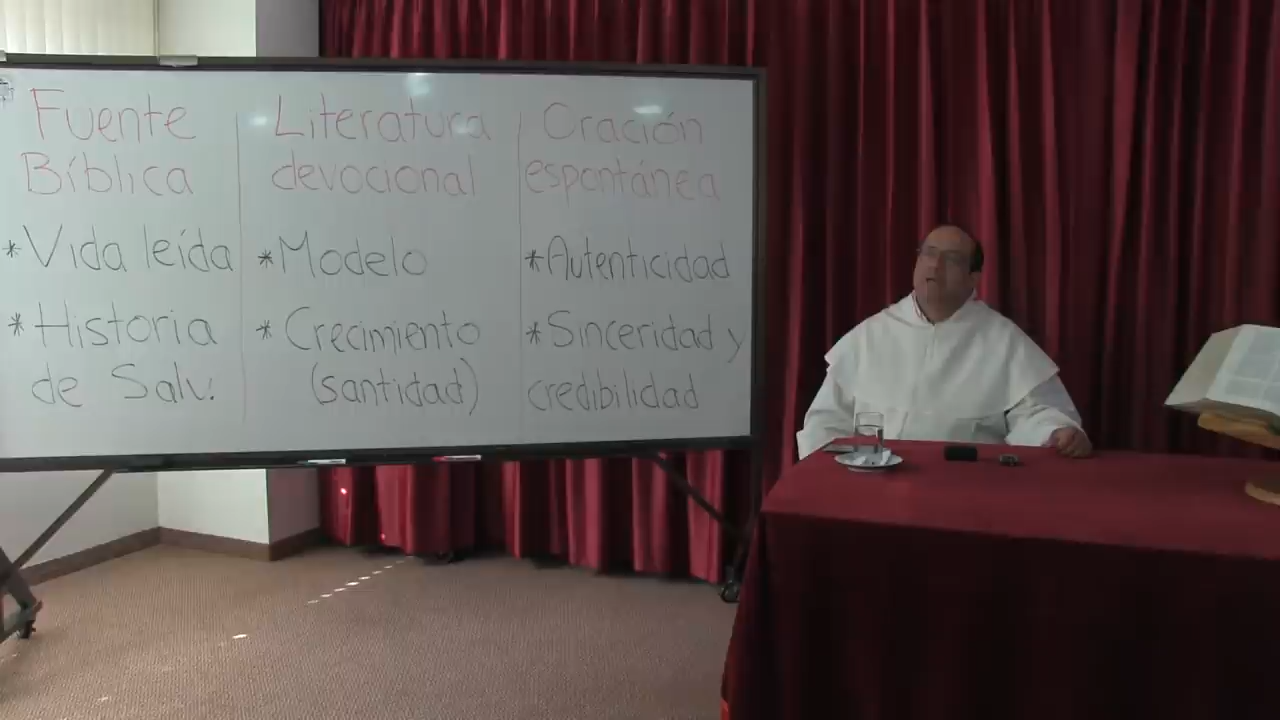 Fuente
Bíblica
*Vida leída
*Historia
de Salv.
Literatura
devocional
*Modelo
*Crecimiento
(santidad)
Oración
espontánea
*Autenticidad
*Sinceridad y
credibilidad